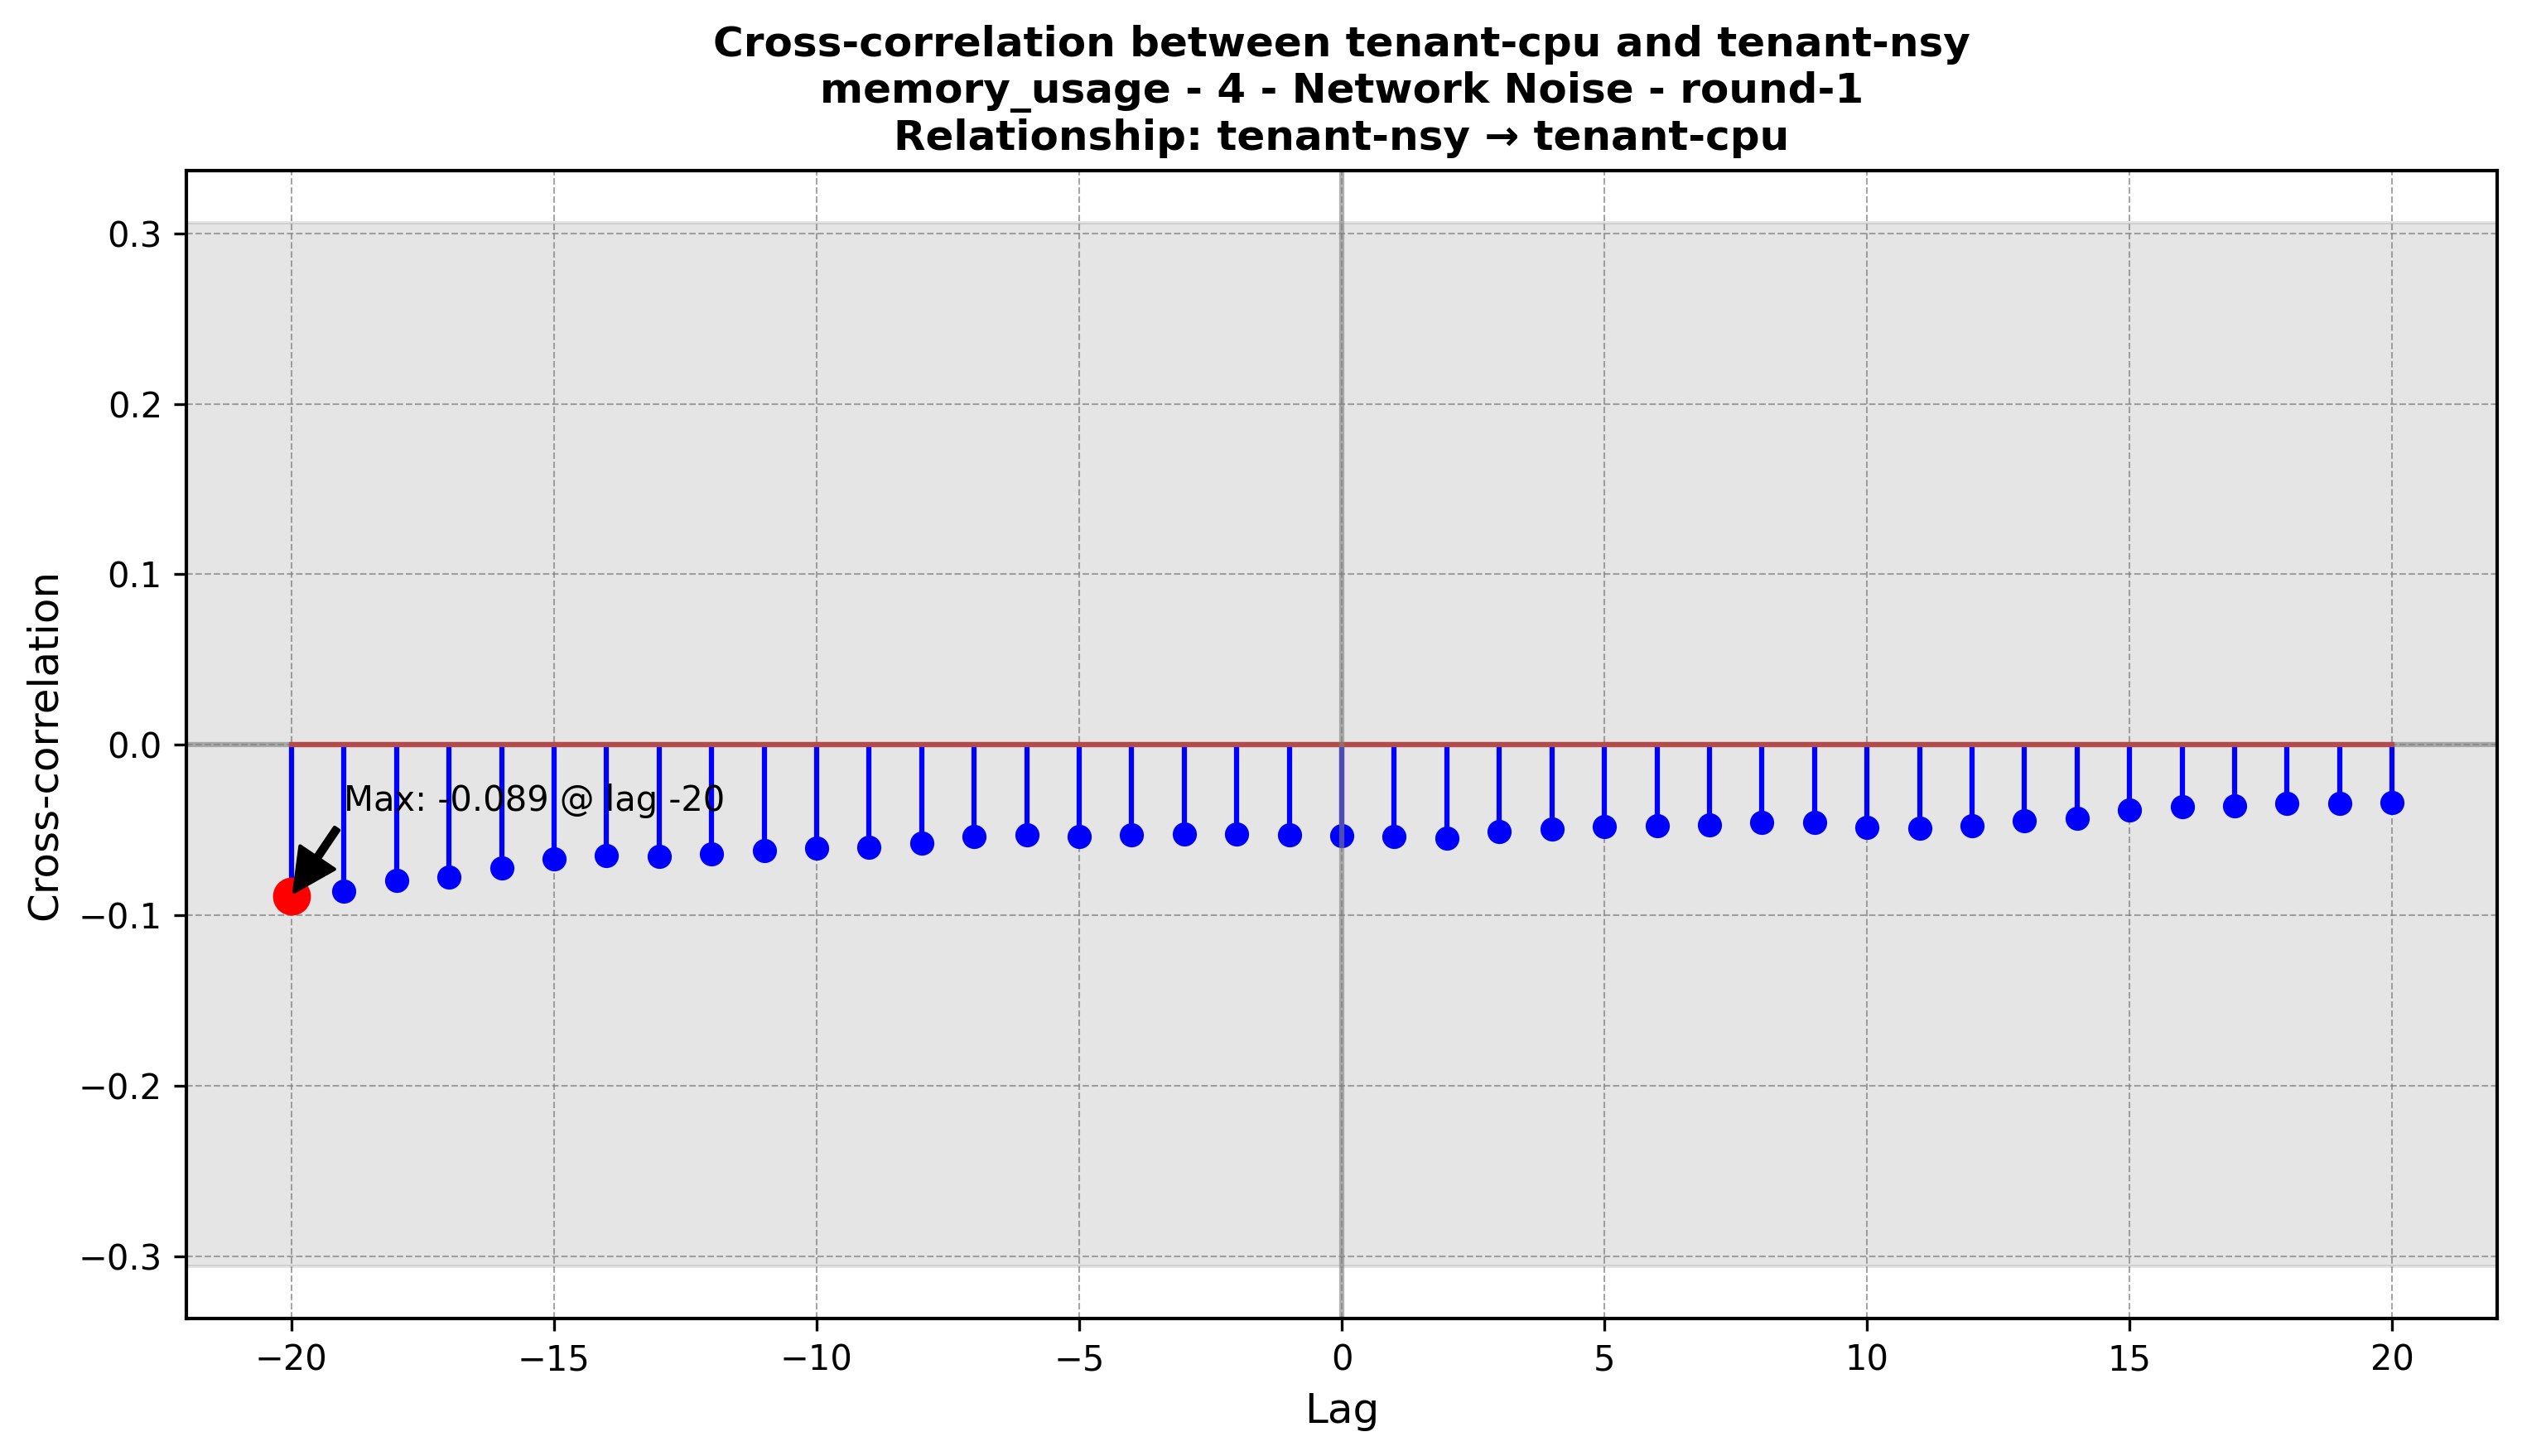 Cross-correlation between tenant-cpu and tenant-nsy
memory_usage - 4 - Network Noise - round-1
Relationship: tenant-nsy → tenant-cpu
Cross-correlation
0.3
0.2
0.1
0.0
−0.1
−0.2
−0.3
Max: -0.089 @ lag -20
−20
−15
−10
−5
0
5
10
15
20
Lag